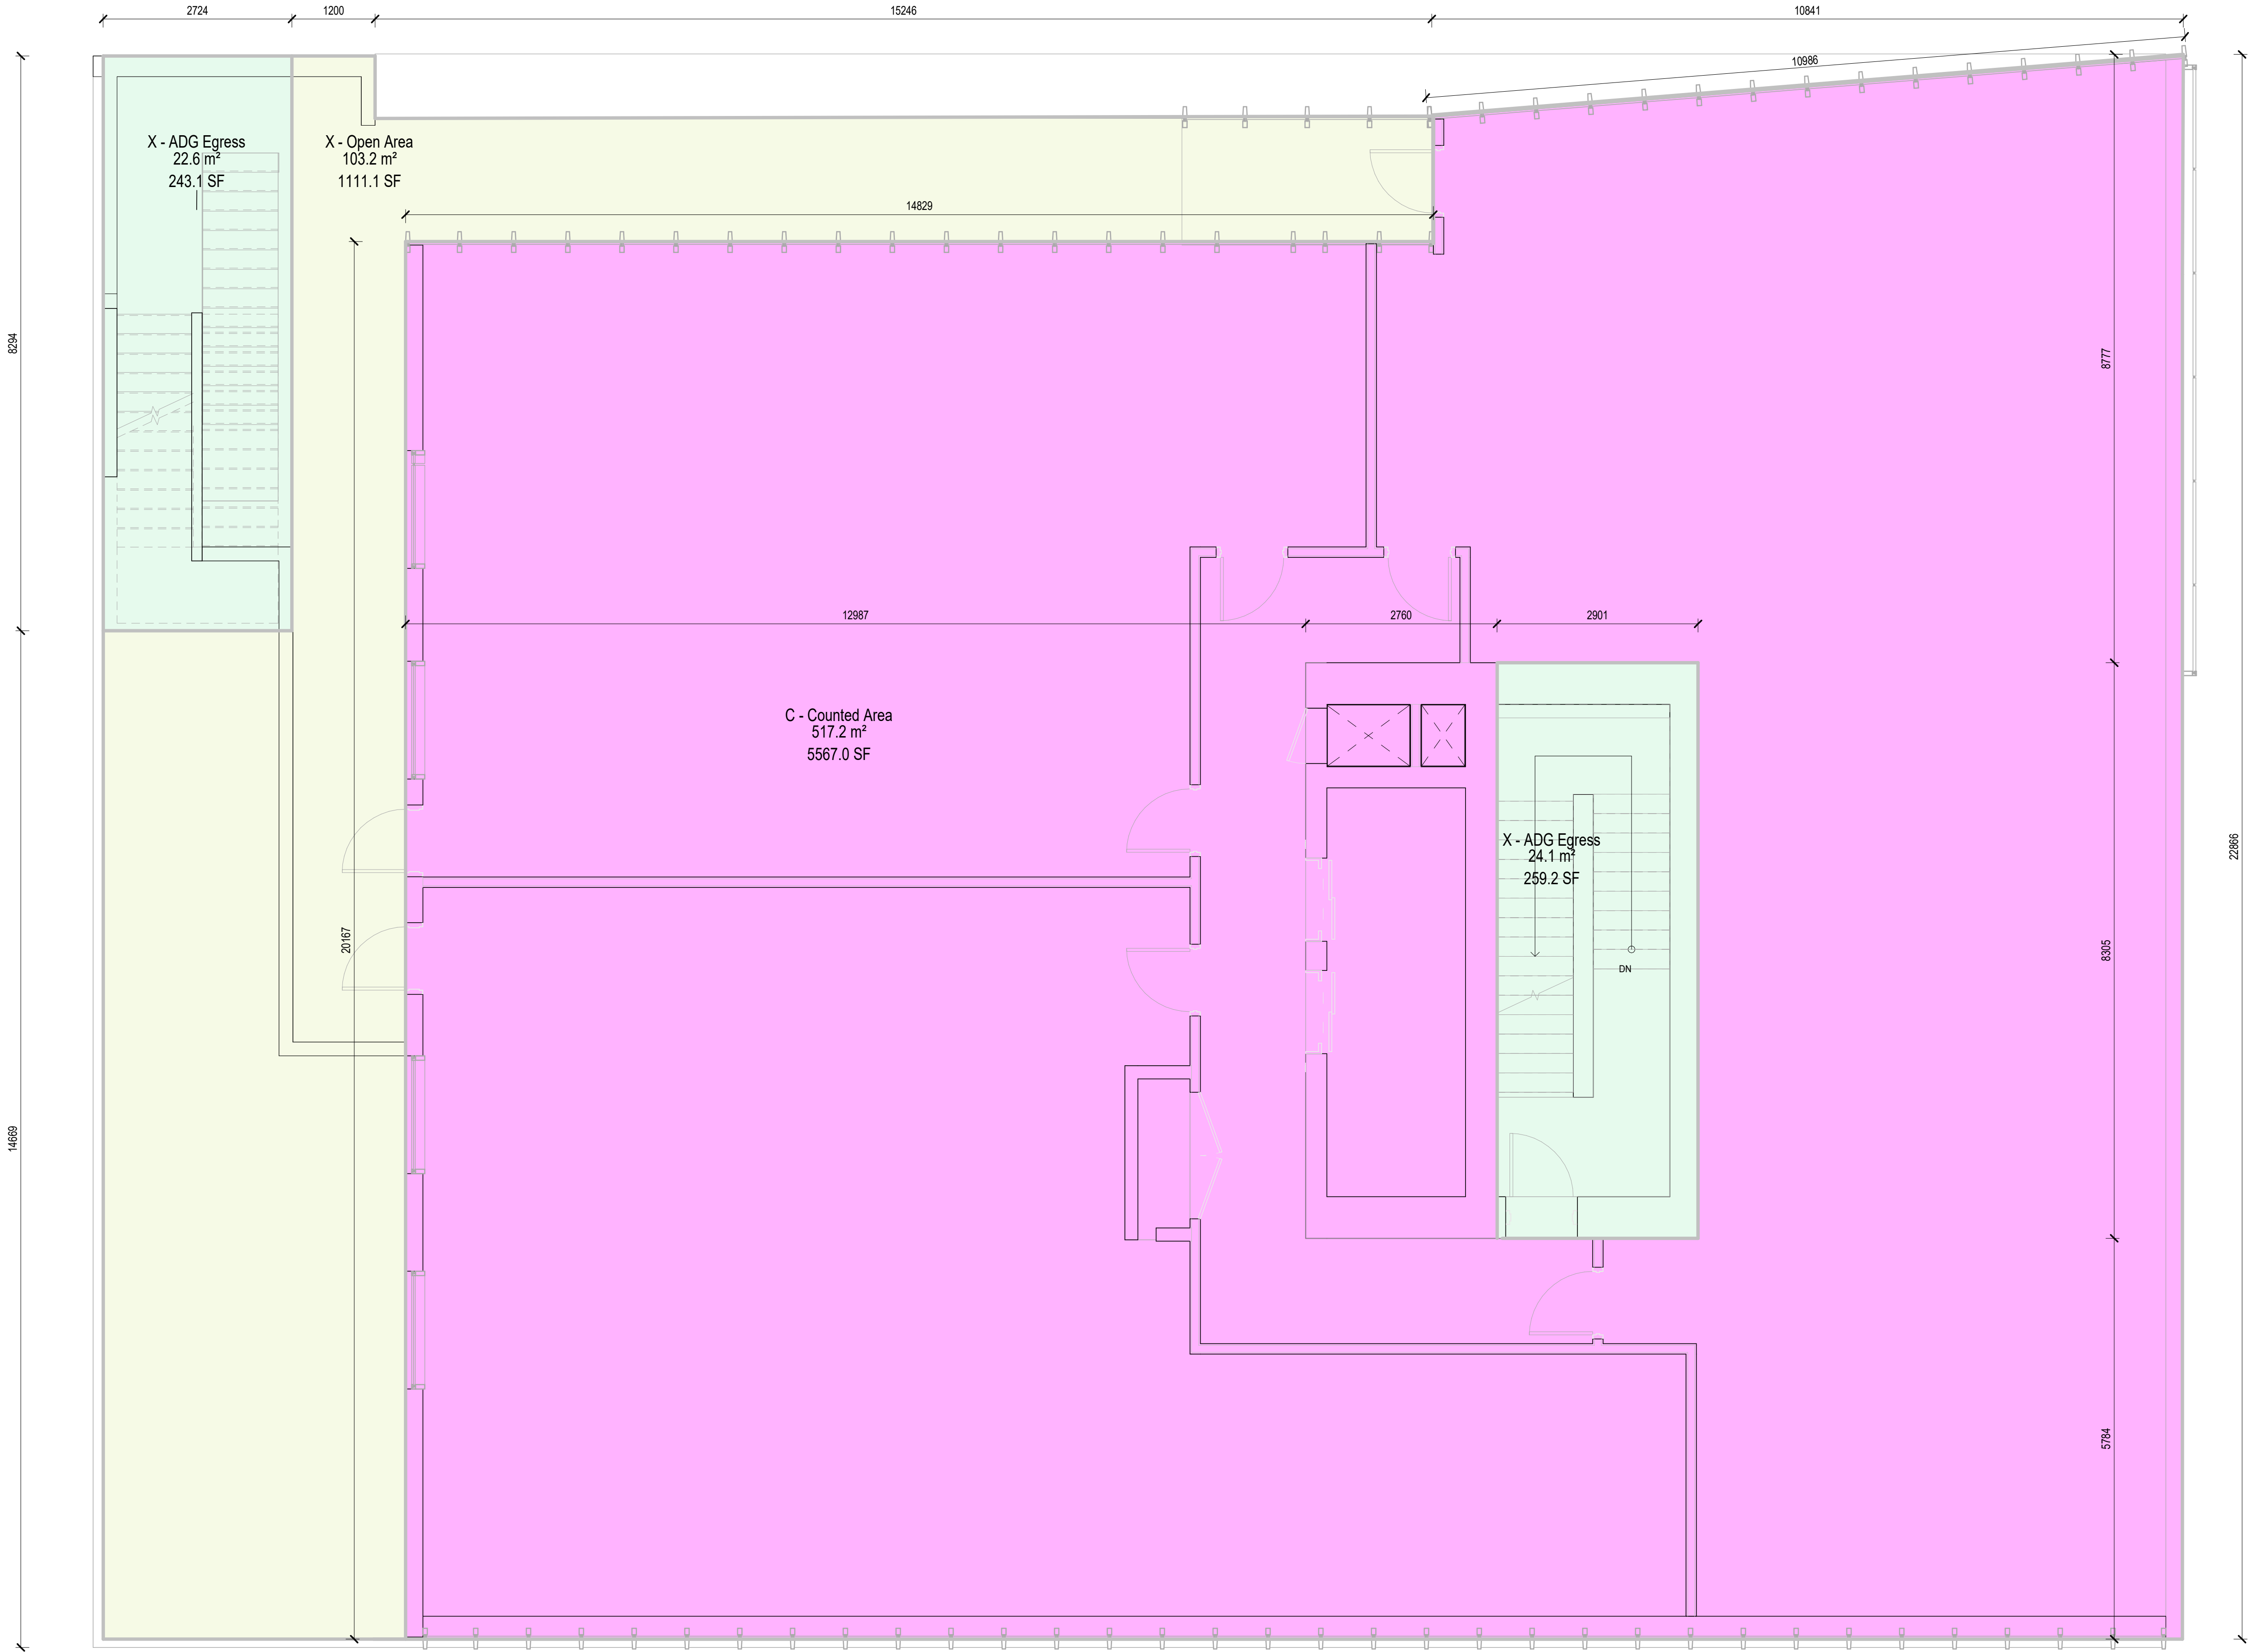 2724
1200
15246
10841
10986
X - ADG Egress
22.6 m²
243.1 SF
X - Open Area
103.2 m²
1111.1 SF
14829
8294
8777
12987
2760
2901
C - Counted Area
517.2 m²
5567.0 SF
X - ADG Egress
24.1 m²
259.2 SF
22866
20167
8305
DN
14669
5784